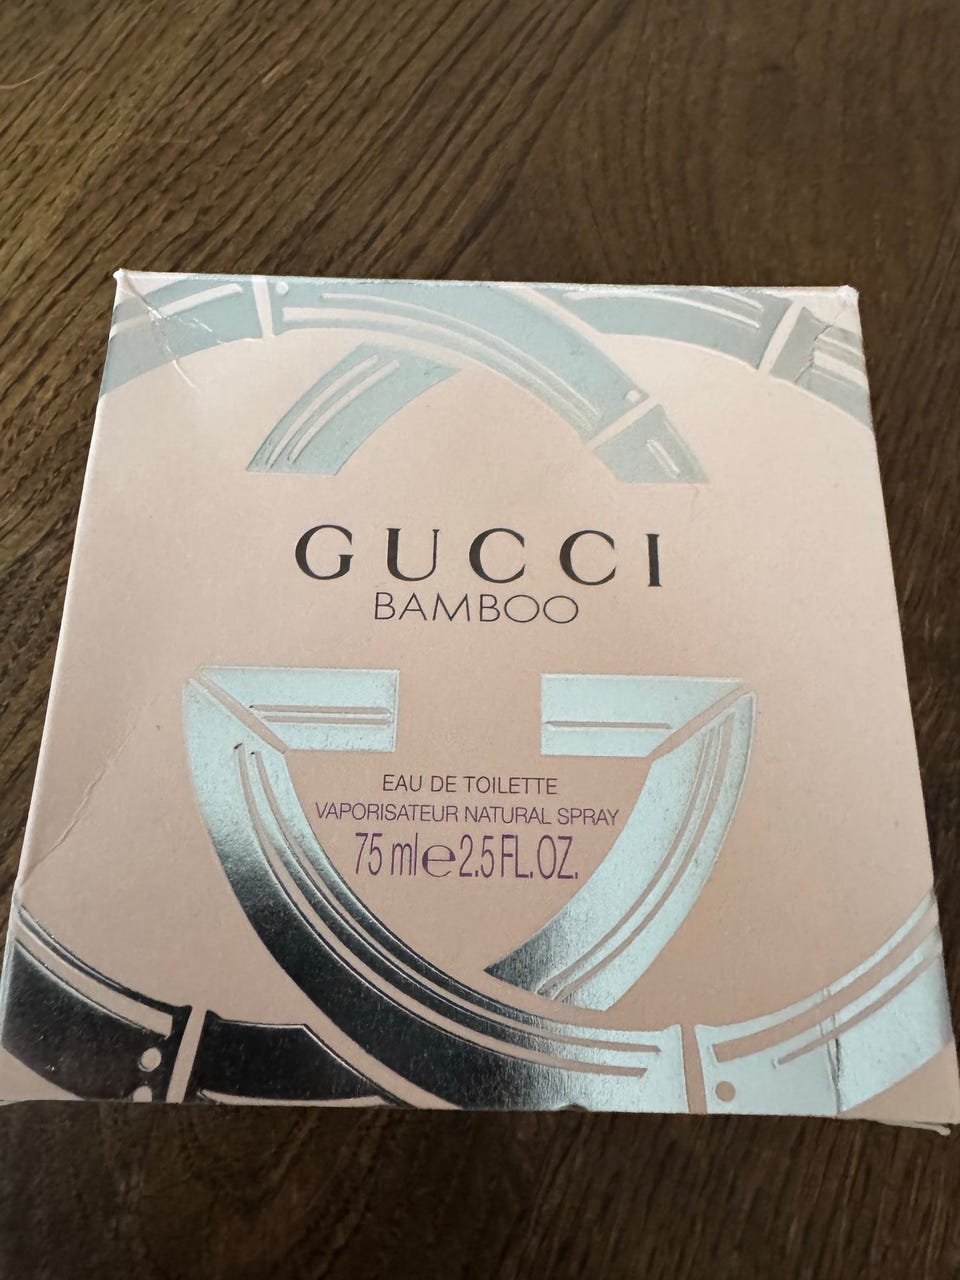 GUCCI
BAMBOO
EAU DE TOILETTE
VAPORISATEUR NATURAL SPRAY
75 ml℮2.5 FL.OZ.